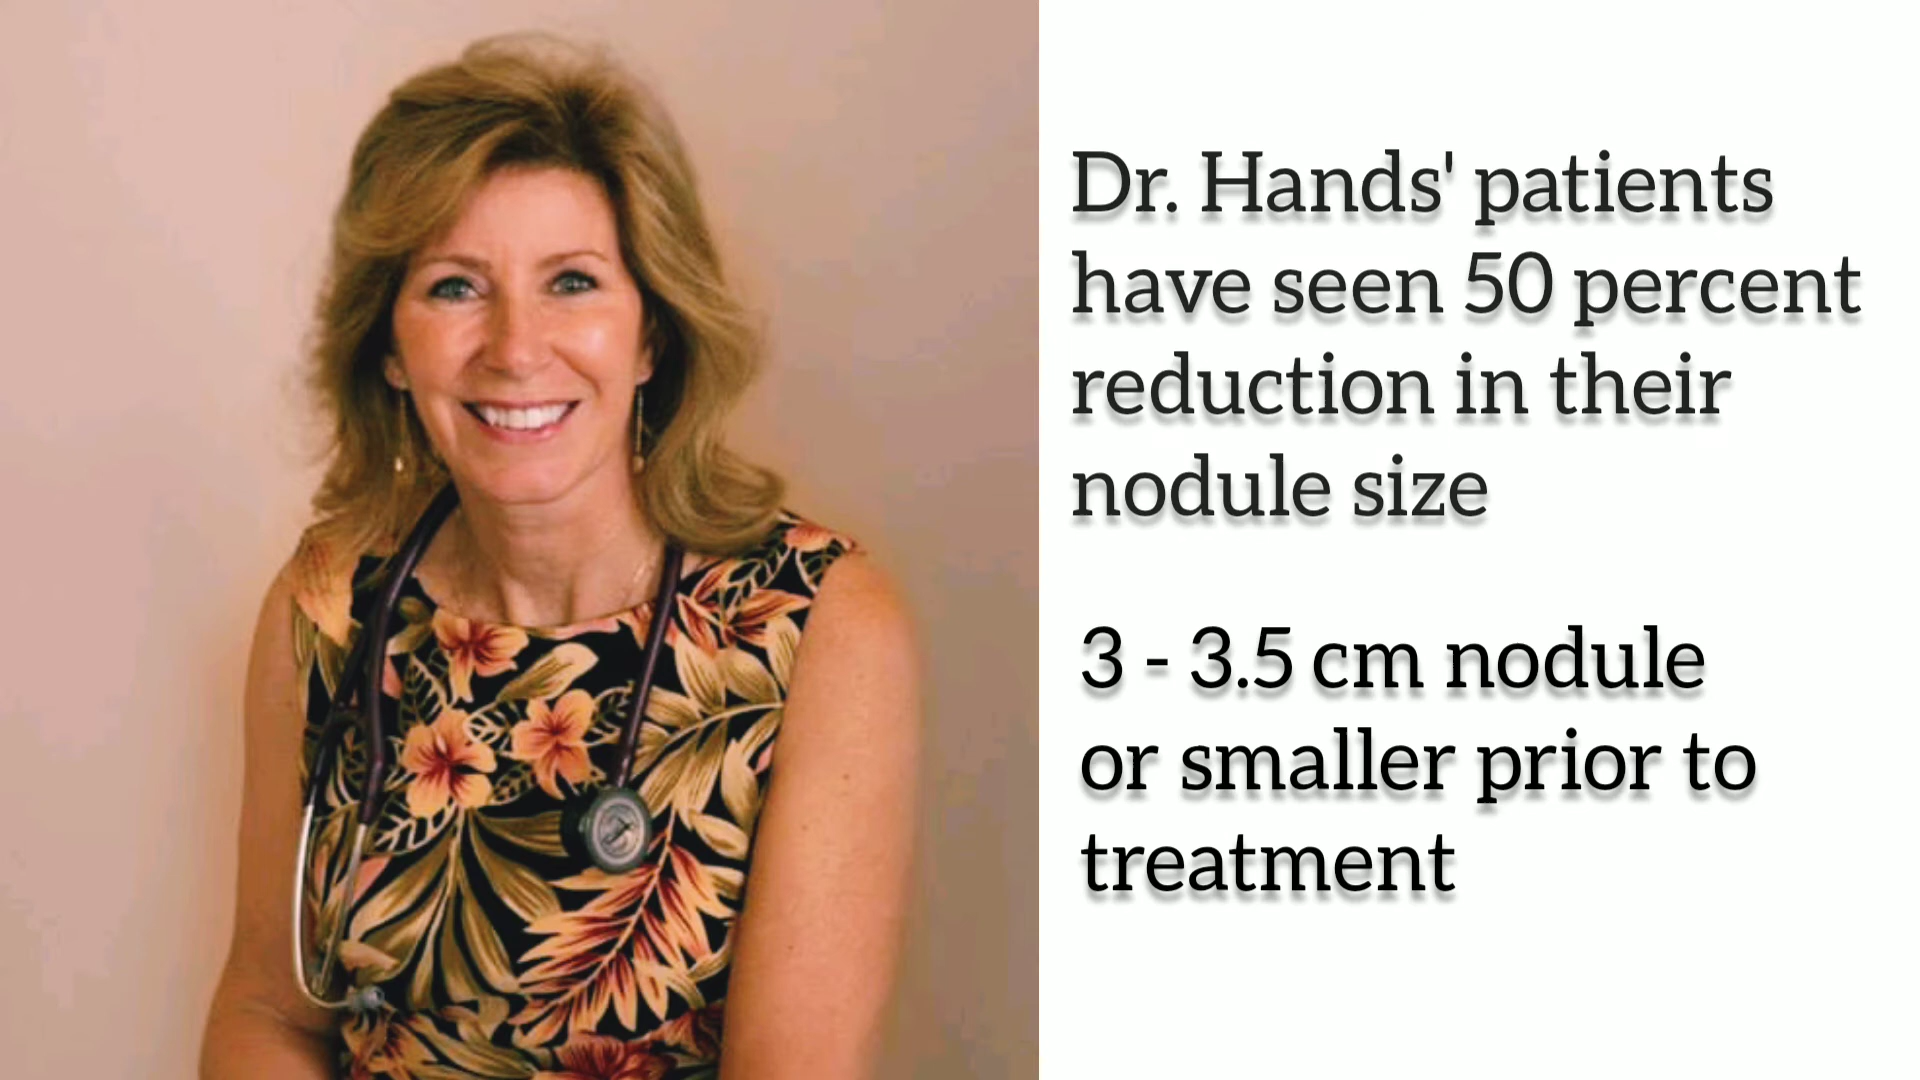 Dr. Hands' patients
have seen 50 percent
reduction in their
nodule size
3 - 3.5 cm nodule
or smaller prior to
treatment